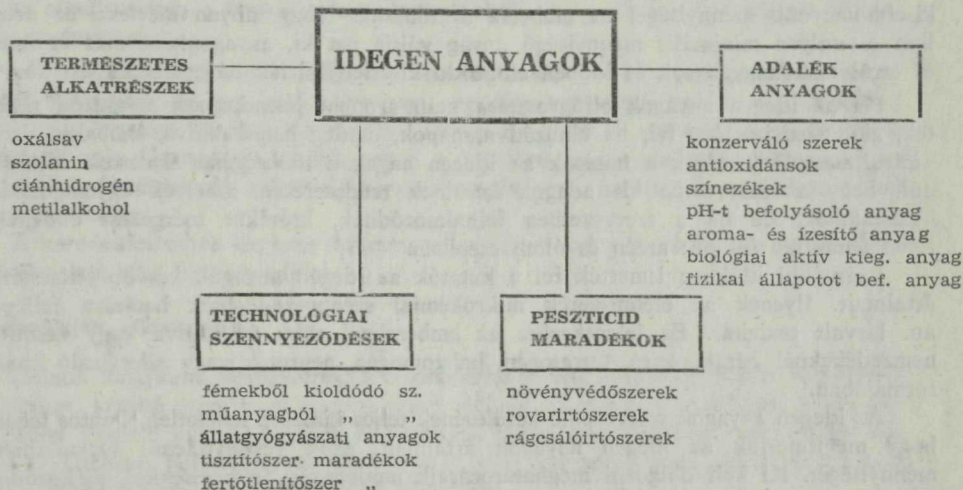 IDEGEN ANYAGOK
TERMÉSZETES
ALKATRÉSZEK
oxálsav
szolanin
ciánhidrogén
metilalkohol
ADALÉK
ANYAGOK
konzerváló szerek
antioxidánsok
színezékek
pH-t befolyásoló anyag
aroma- és ízesítő anyag
biológiai aktív kieg. anyag
fizikai állapotot bef. anyag
TECHNOLÓGIAI
SZENNYEZŐDÉSEK
fémekből kioldódó sz.
műanyagból „ „
állatgyógyászati anyagok
tisztítószer- maradékok
fertőtlenítőszer „
PESZTICID
MARADÉKOK
növényvédőszerek
rovarirtószerek
rágcsálóirtószerek